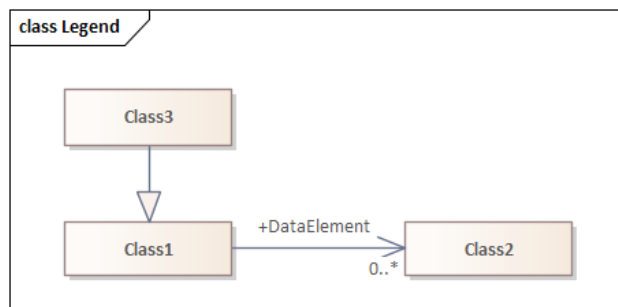 class Legend
Class3
+DataElement
Class1
Class2
0..*